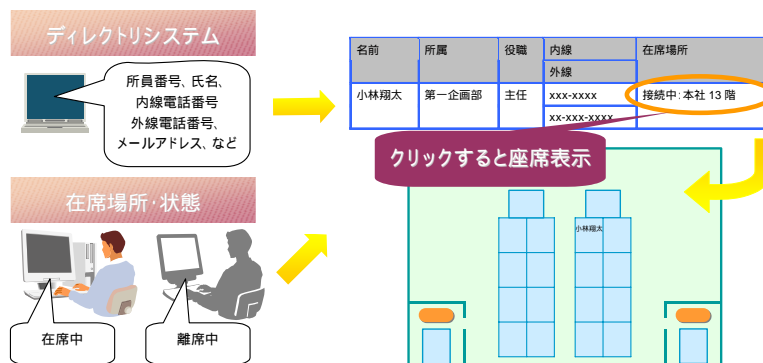 ディレクトリシステム
所員番号、氏名、
内線電話番号
外線電話番号、
メールアドレス、など
在席場所・状態
在席中
離席中
名前 所属 役職 内線 在席場所
外線
小林翔太 第一企画部 主任 xxx-xxxx 接続中:本社 13 階
xx-xxx-xxxx
クリックすると座席表示
小林翔太